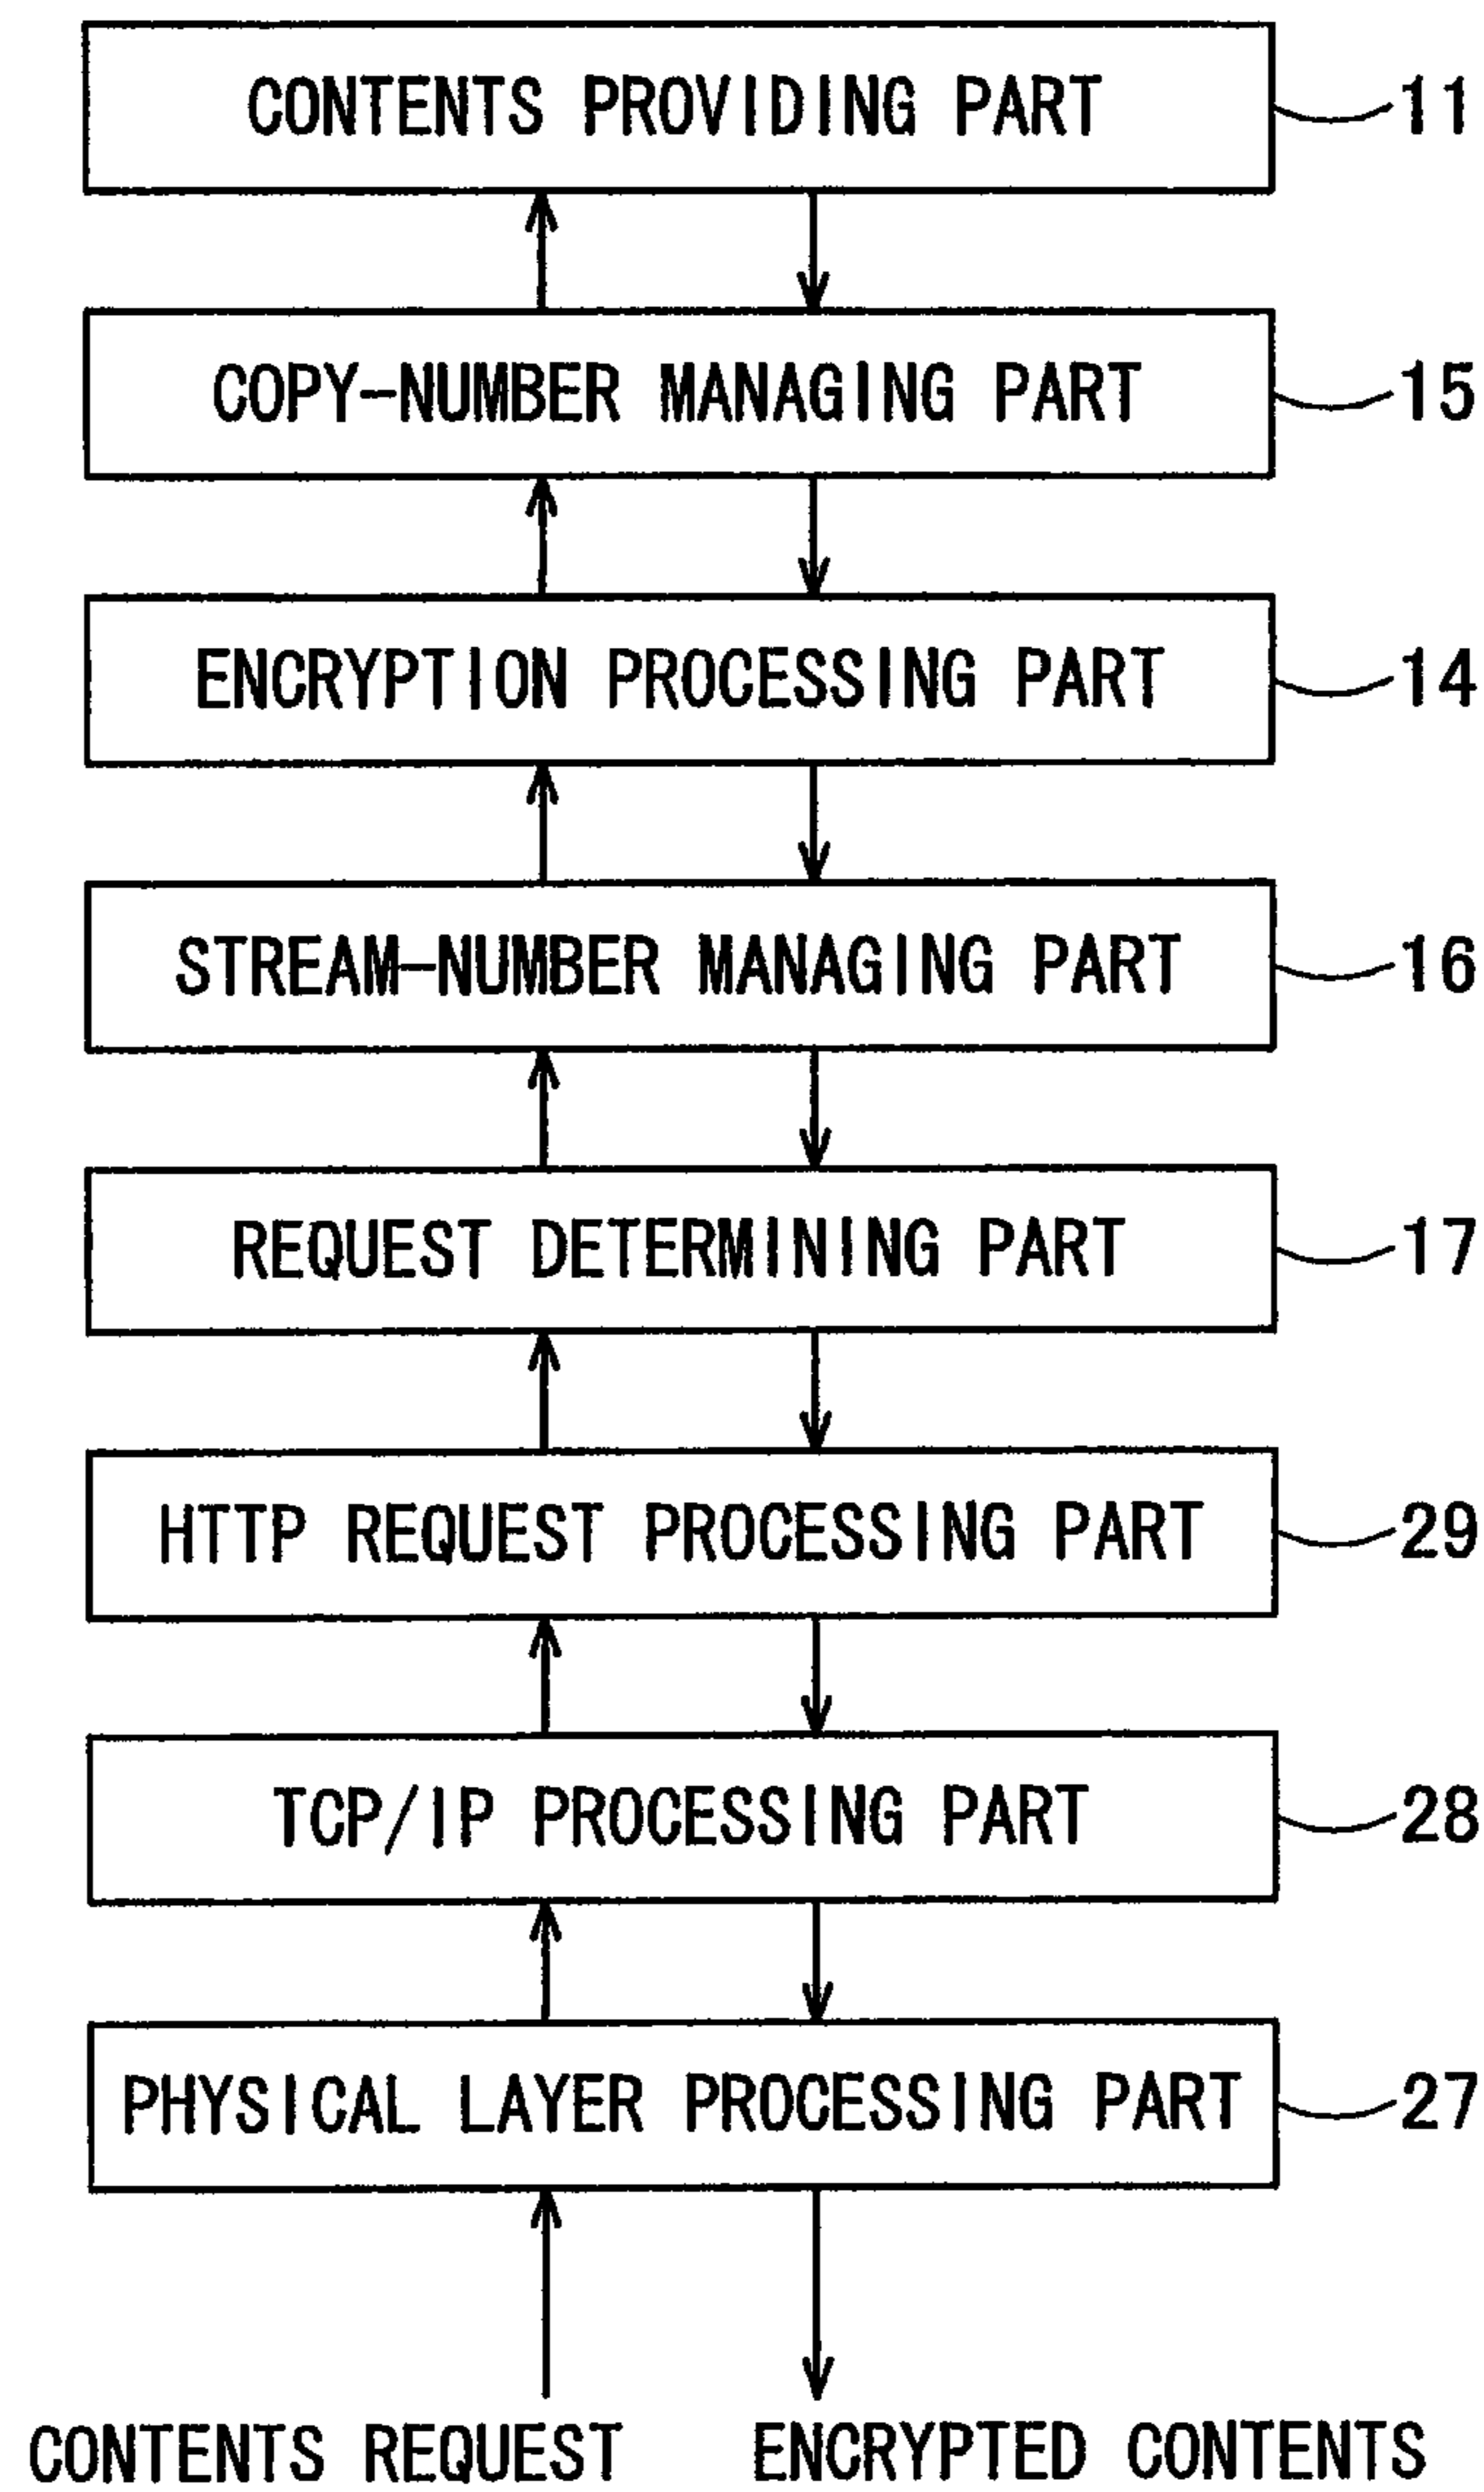 CONTENTS PROVIDING PART 11
COPY-NUMBER MANAGING PART 15
ENCRYPTION PROCESSING PART 14
STREAM-NUMBER MANAGING PART 16
REQUEST DETERMINING PART 17
HTTP REQUEST PROCESSING PART 29
TCP/IP PROCESSING PART 28
PHYSICAL LAYER PROCESSING PART 27
CONTENTS REQUEST ENCRYPTED CONTENTS